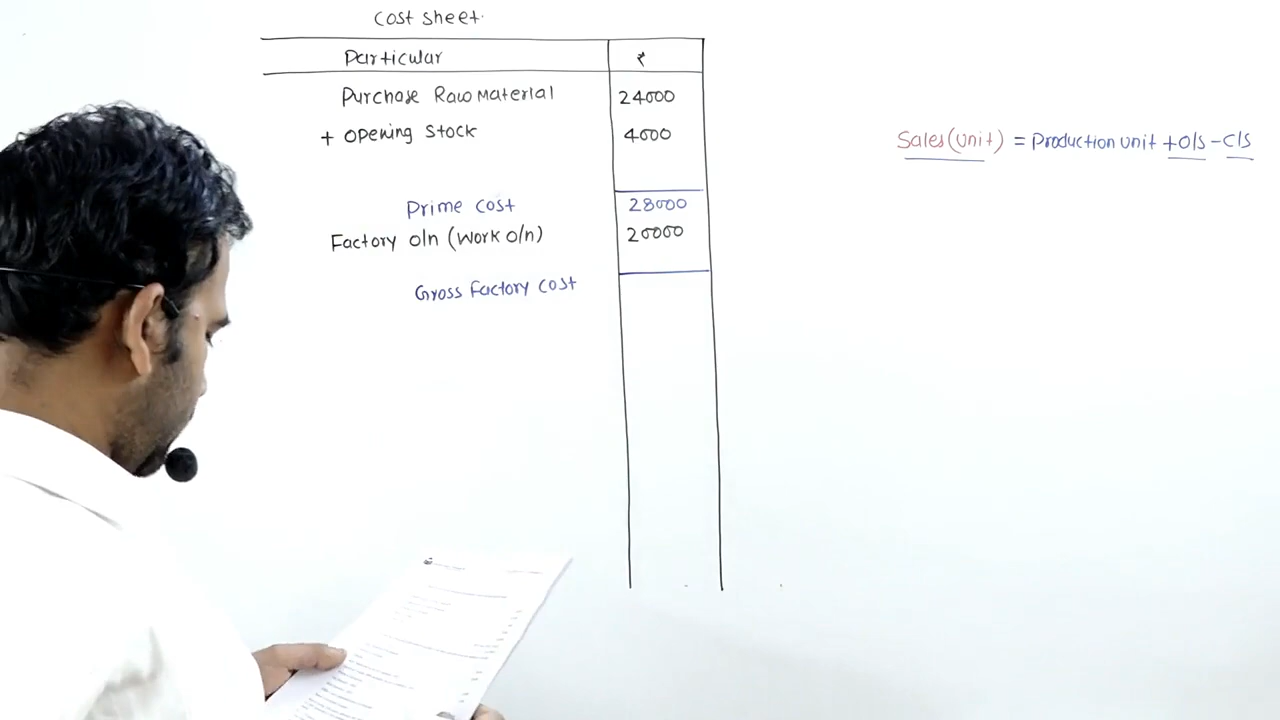 Cost sheet.
Particular ₹
Purchase Raw Material 24000
+ Opening Stock 4000
Sales (Unit) = Production unit + O/S - C/S
Prime Cost 28000
Factory o/n (Work o/n) 20000
Gross Factory Cost